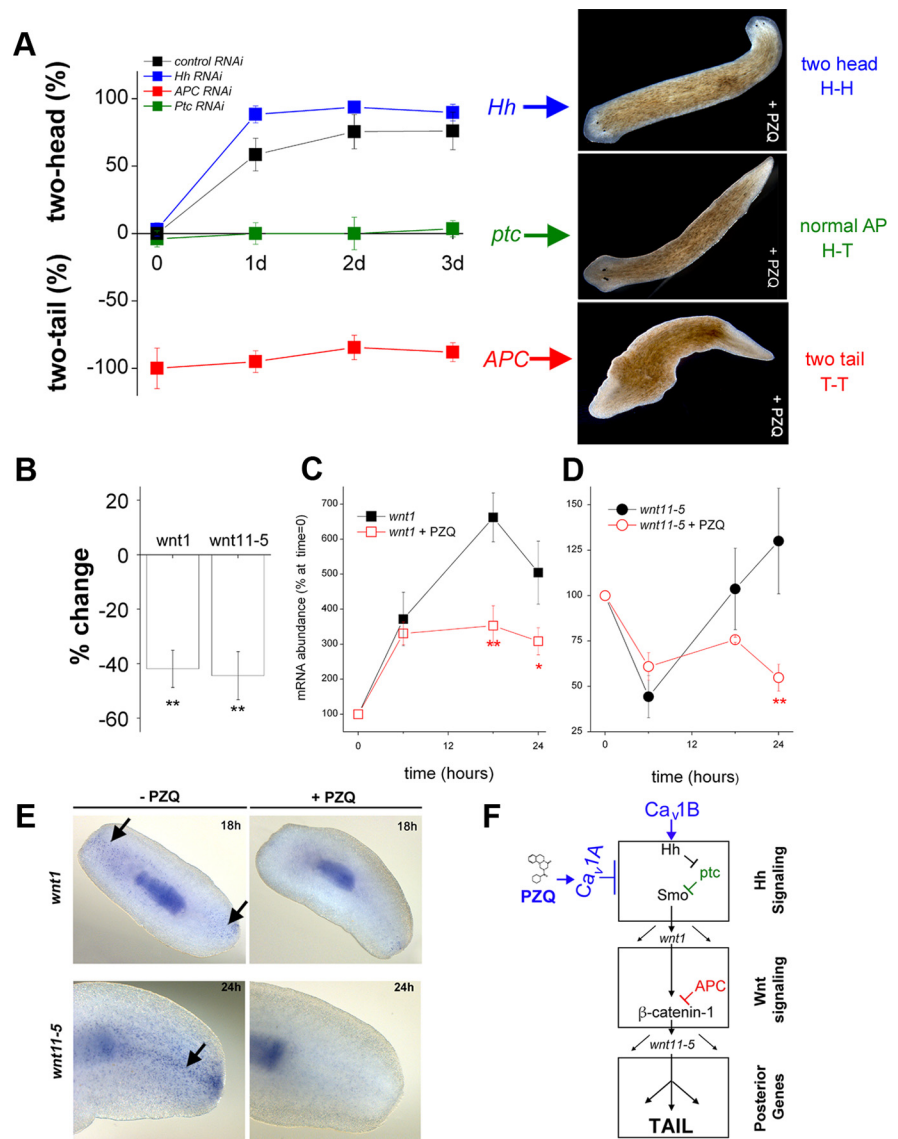 A
control RNAi
Hh RNAi
APC RNAi
Ptc RNAi
two-head (%)
two-tail (%)
100
50
0
-50
-100
0
1d
2d
3d
Hh
ptc
APC
+ PZQ
+ PZQ
+ PZQ
two head
H-H
normal AP
H-T
two tail
T-T
B
% change
20
0
-20
-40
-60
wnt1
wnt11-5
**
**
C
wnt1
wnt1 + PZQ
mRNA abundance (% at time=0)
700
600
500
400
300
200
100
**
*
0
12
24
time (hours)
D
wnt11-5
wnt11-5 + PZQ
150
125
100
75
50
25
**
0
12
24
time (hours)
E
- PZQ
+ PZQ
wnt1
18h
18h
wnt11-5
24h
24h
F
Cav1B
Hh
PZQ
Cav1A
ptc
Smo
Hh
Signaling
wnt1
APC
β-catenin-1
Wnt
signaling
wnt11-5
TAIL
Posterior
Genes